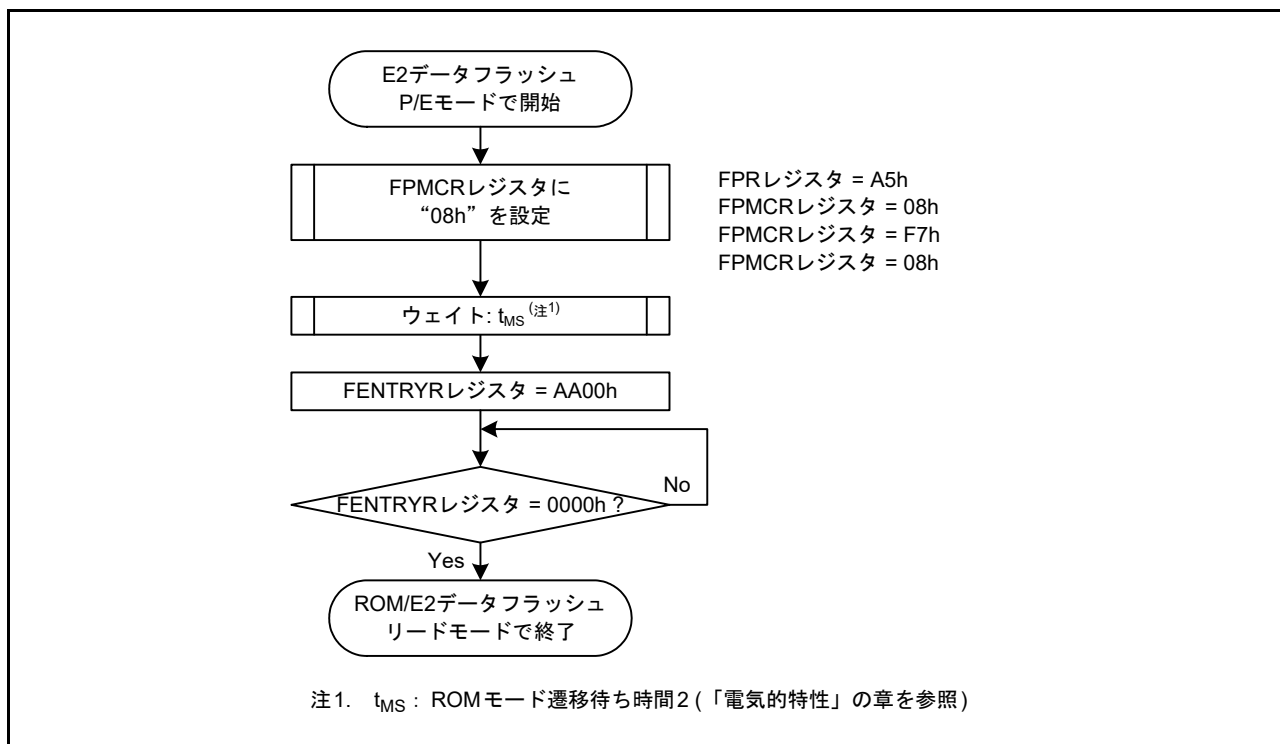 E2データフラッシュ
P/Eモードで開始
FPMCRレジスタに
“08h”を設定
FPRレジスタ = A5h
FPMCRレジスタ = 08h
FPMCRレジスタ = F7h
FPMCRレジスタ = 08h
ウェイト: tMS (注1)
FENTRYRレジスタ = AA00h
FENTRYRレジスタ = 0000h ?
No
Yes
ROM/E2データフラッシュ
リードモードで終了
注1. tMS : ROMモード遷移待ち時間2 (「電気的特性」の章を参照)